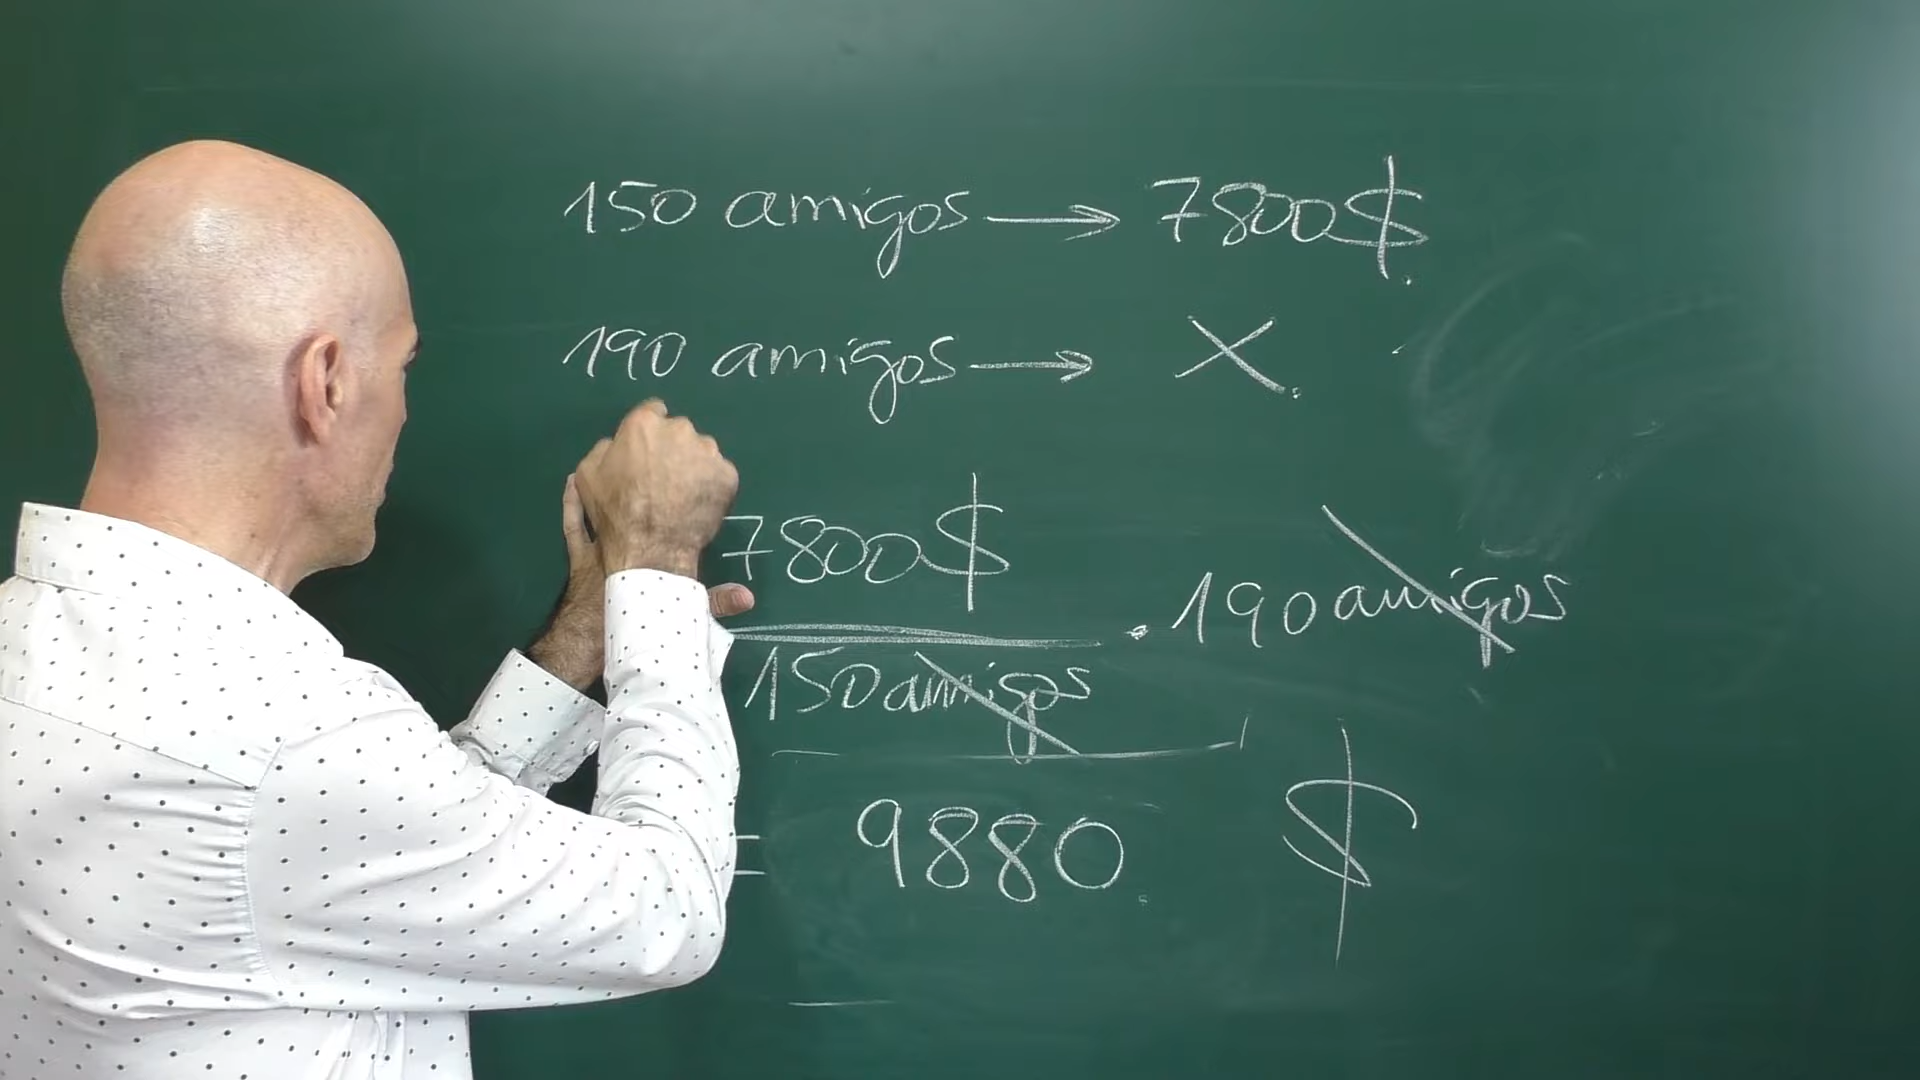 150 amigos → 7800$
190 amigos → X
7800$
150 amigos
. 190 amigos
= 9880 $